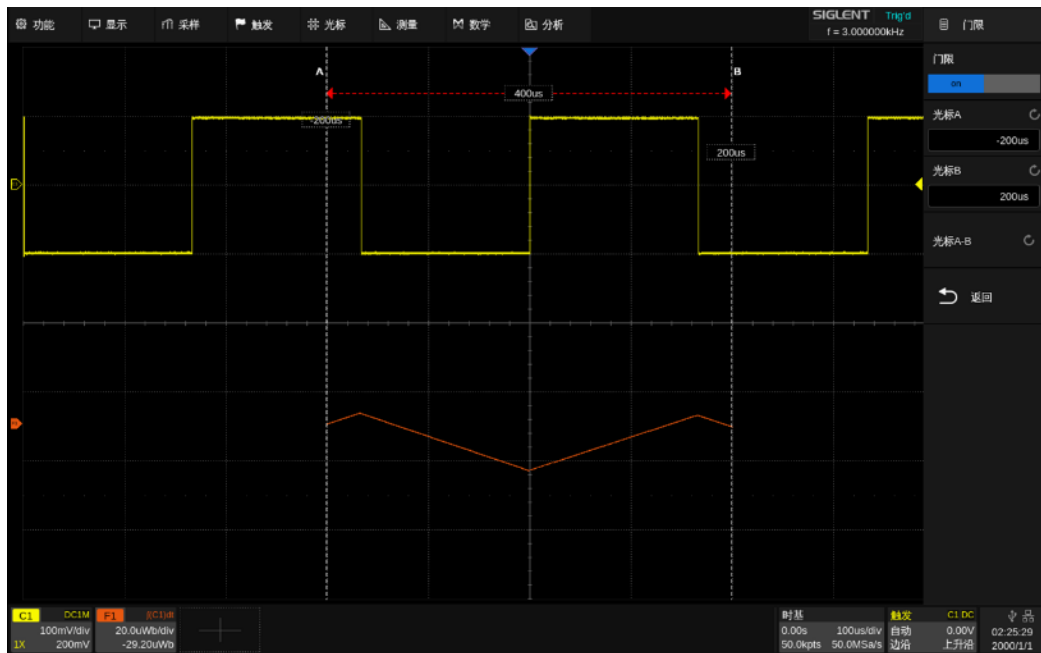 功能 显示 采样 触发 光标 测量 数学 分析
SIGLENT Trig'd
f = 3.000000kHz
门限
门限
on
光标A
-200us
光标B
200us
光标A-B
返回
A
B
400us
-200us
200us
C1 DC1M
100mV/div
1X 200mV
F1 ∫(C1)dt
20.0uWb/div
-29.20uWb
时基
0.00s 100us/div
50.0kpts 50.0MSa/s
触发 C1 DC
自动 0.00V
边沿 上升沿
02:25:29
2000/1/1